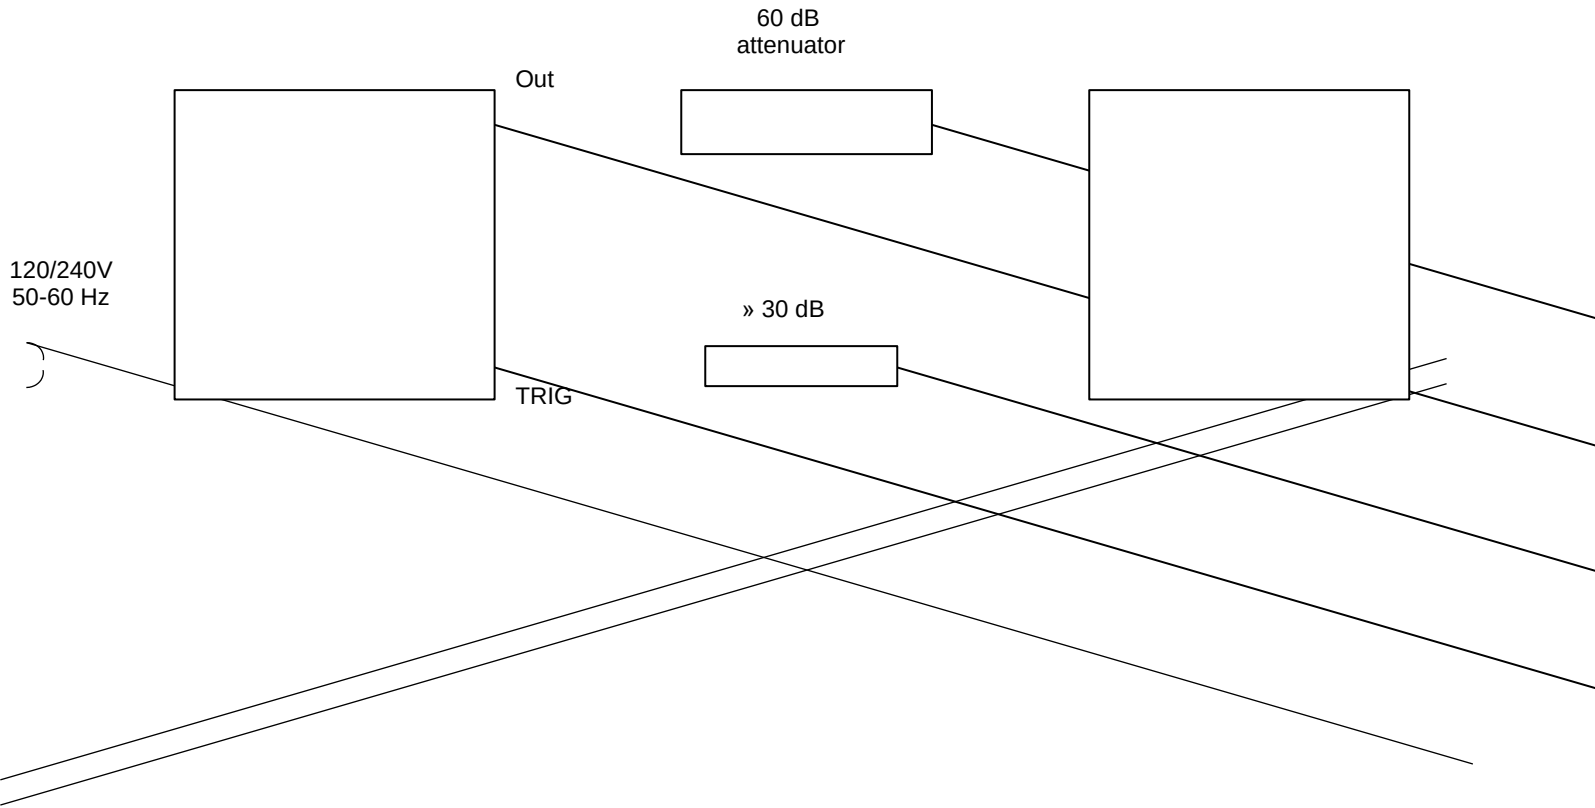 60 dB
attenuator
Out
120/240V
50-60 Hz
» 30 dB
TRIG